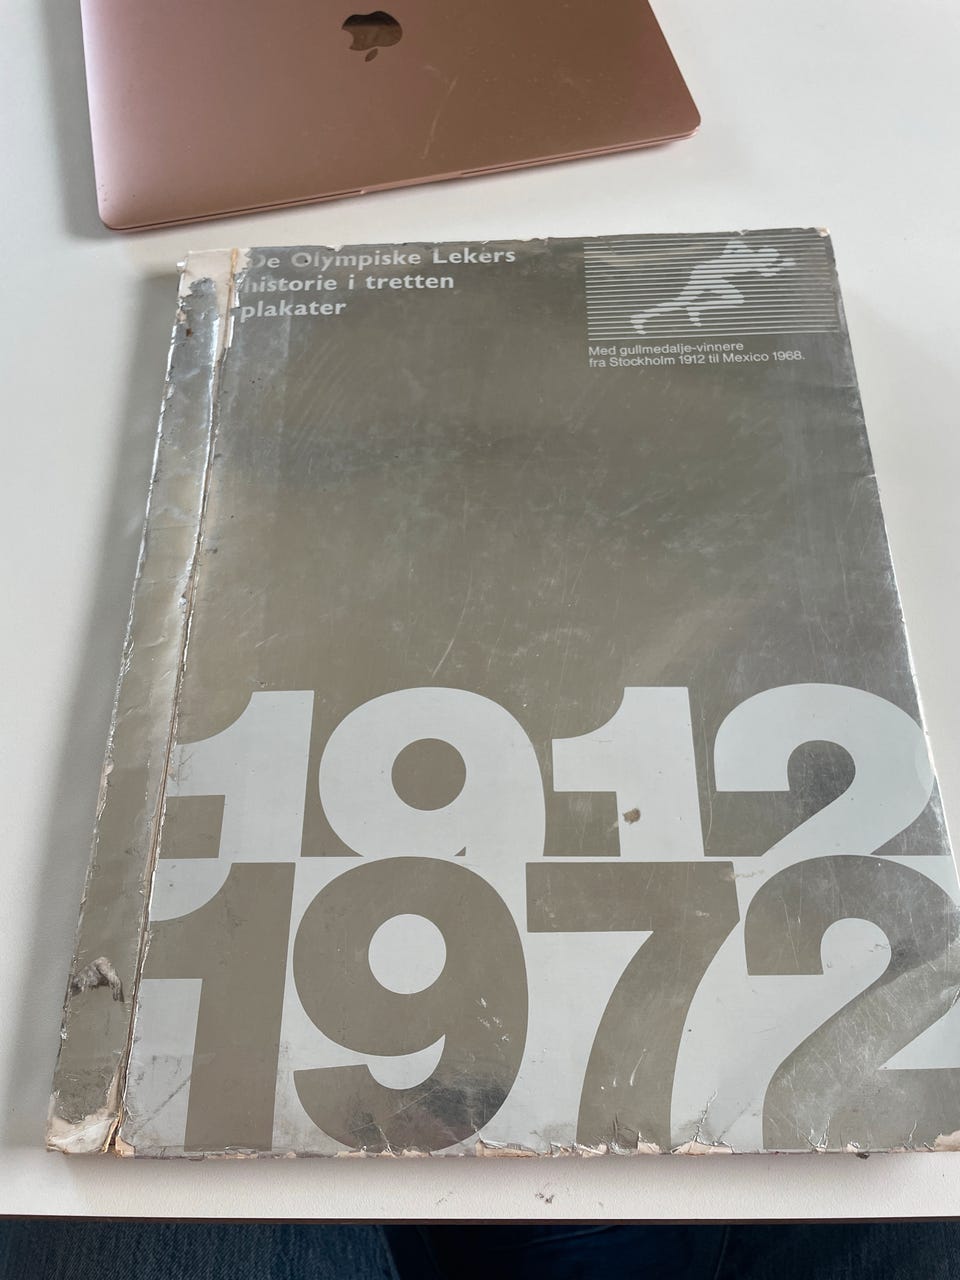 De Olympiske Lekers
historie i tretten
plakater
Med gullmedalje-vinnere
fra Stockholm 1912 til Mexico 1968.
1912
1972